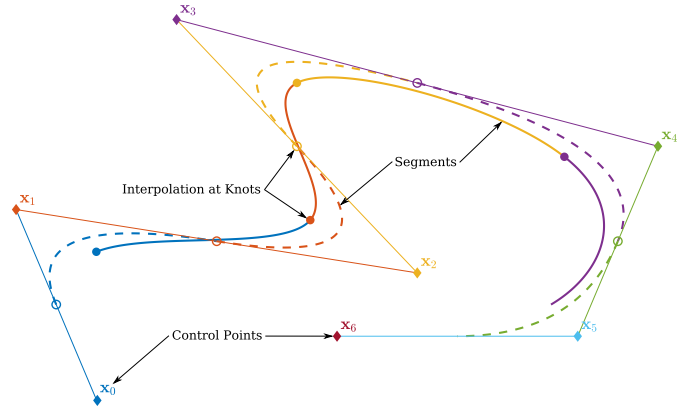 x₃
x₄
Segments
Interpolation at Knots
x₁
x₂
x₆
x₅
Control Points
x₀